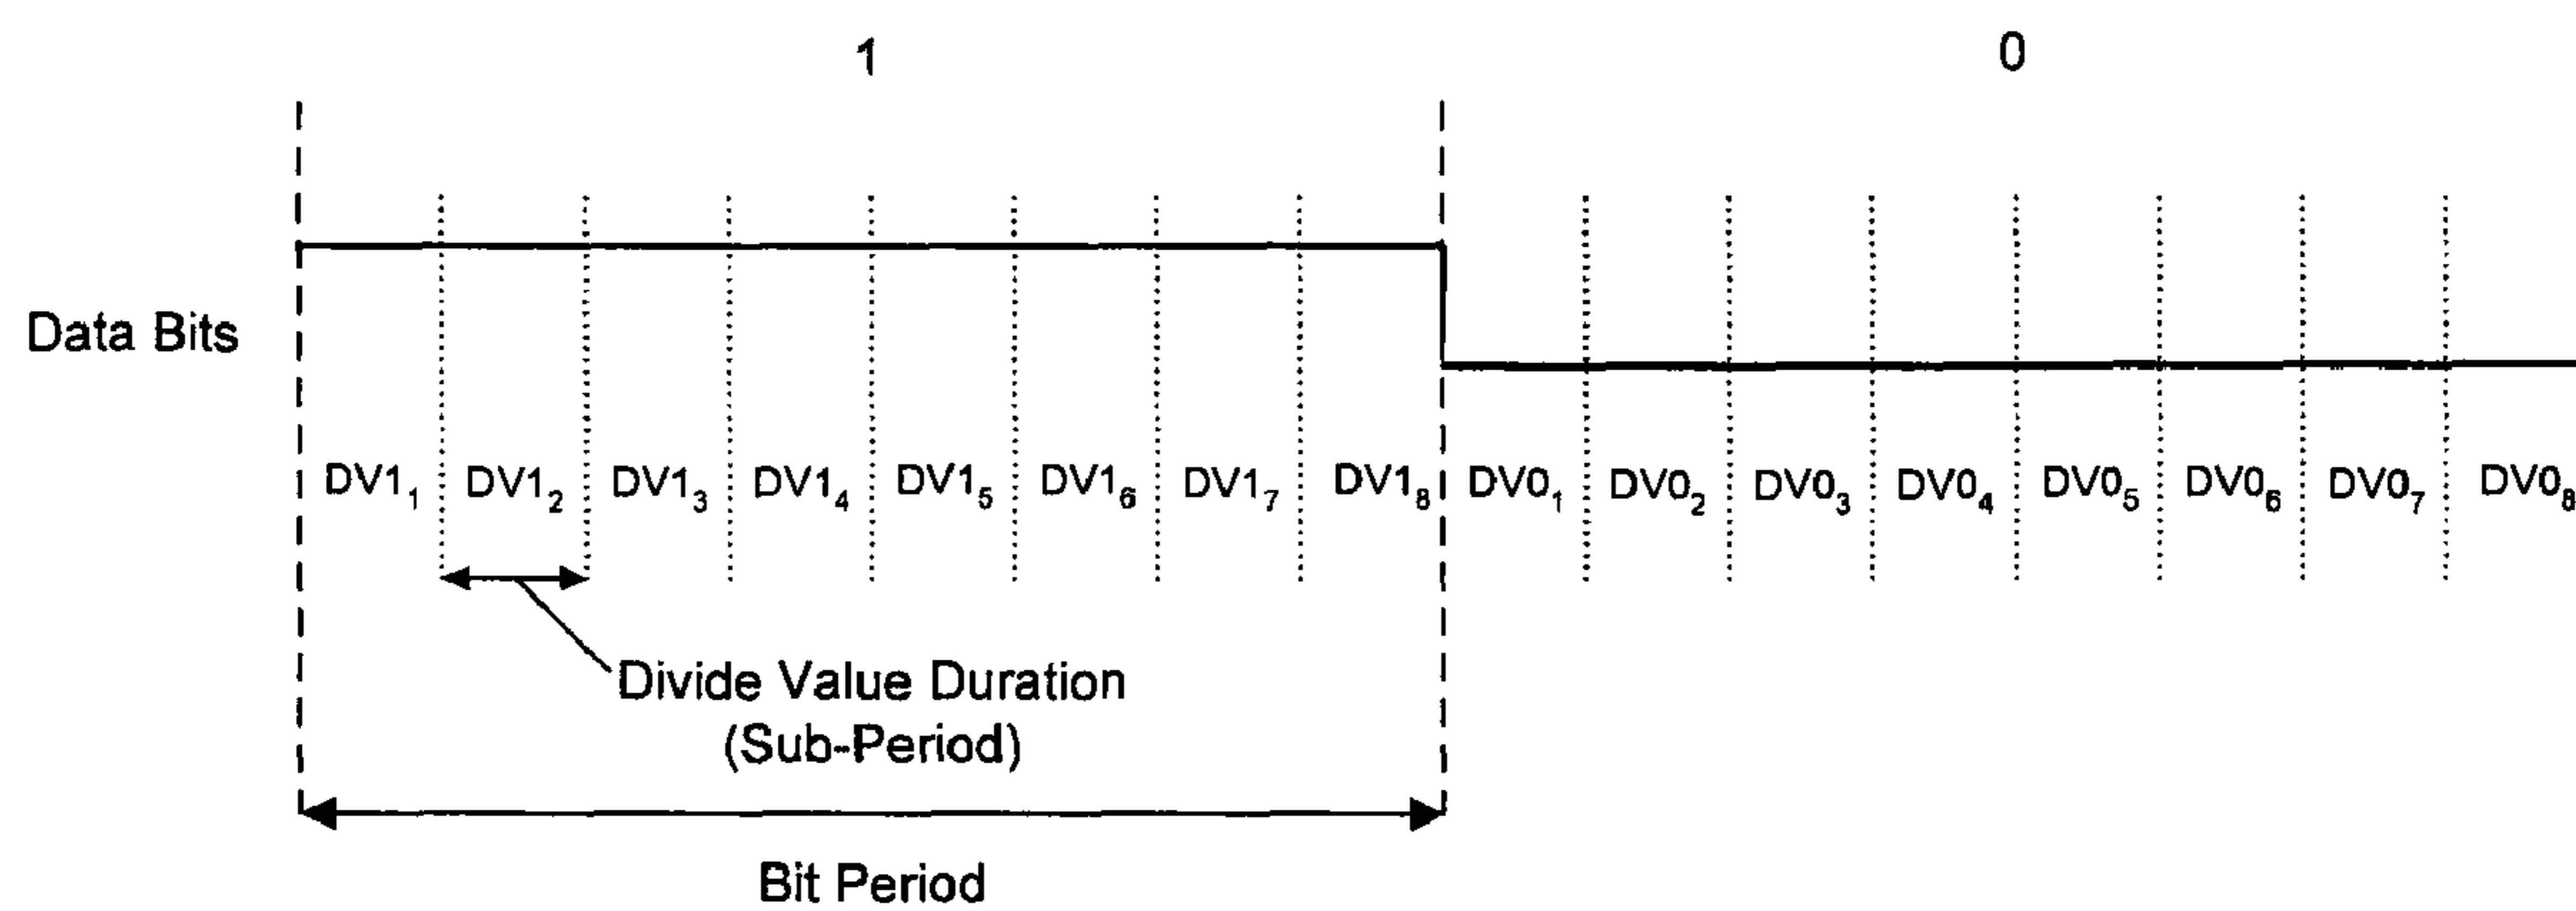 1 0
Data Bits
DV1₁ DV1₂ DV1₃ DV1₄ DV1₅ DV1₆ DV1₇ DV1₈ DV0₁ DV0₂ DV0₃ DV0₄ DV0₅ DV0₆ DV0₇ DV0₈
Divide Value Duration
(Sub-Period)
Bit Period